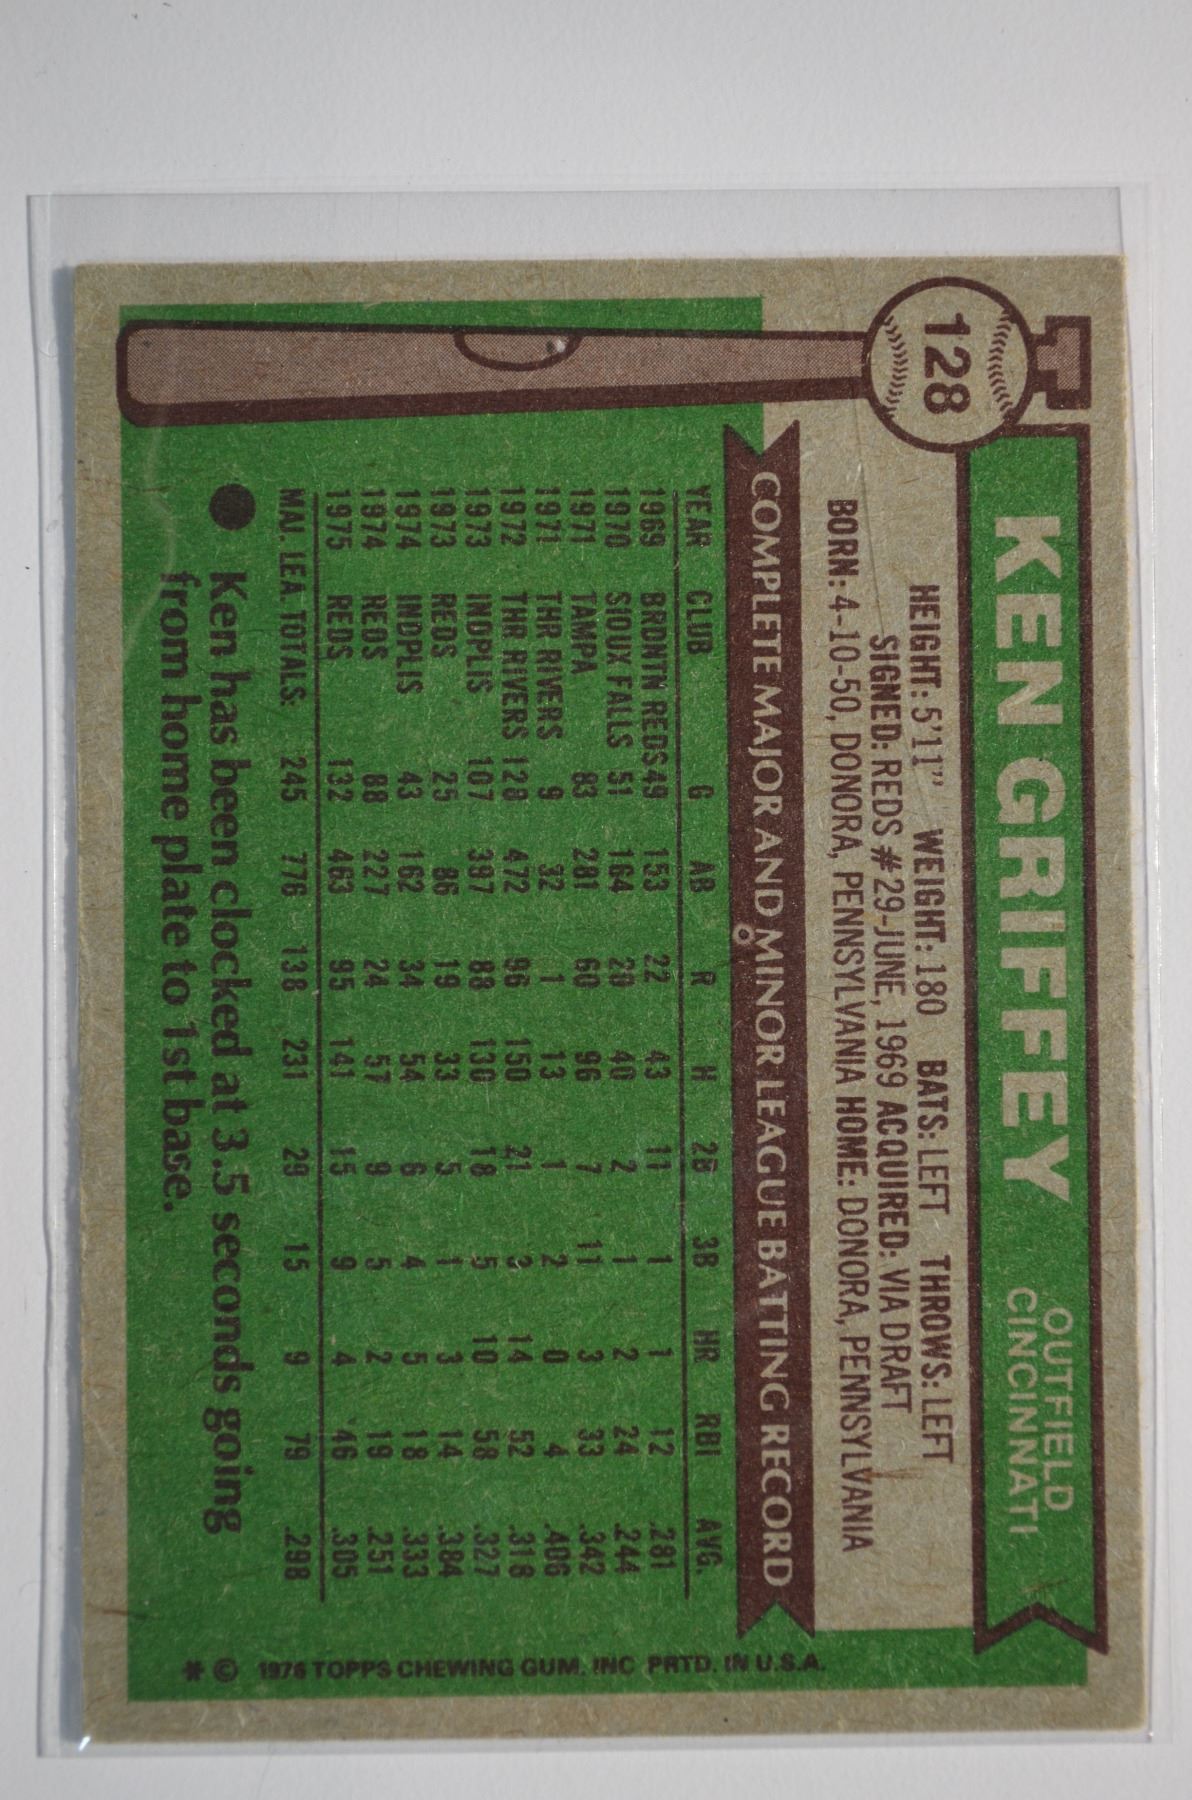 128
KEN GRIFFEY
OUTFIELD
CINCINNATI
HEIGHT: 5'11" WEIGHT: 180 BATS: LEFT THROWS: LEFT
SIGNED: REDS #29-JUNE, 1969 ACQUIRED: VIA DRAFT
BORN: 4-10-50, DONORA, PENNSYLVANIA HOME: DONORA, PENNSYLVANIA
COMPLETE MAJOR AND MINOR LEAGUE BATTING RECORD
YEAR CLUB G AB R H 2B 3B HR RBI AVG.
1969 BRDNTN REDS 49 153 22 43 11 1 1 12 .281
1970 SIOUX FALLS 51 164 29 40 2 1 2 24 .244
1971 TAMPA 83 281 60 96 7 11 3 33 .342
1971 THR RIVERS 9 32 1 13 1 2 0 4 .406
1972 THR RIVERS 128 472 96 150 21 3 14 52 .318
1973 INDPLIS 107 397 88 130 18 5 10 58 .327
1973 REDS 25 86 19 33 5 1 3 14 .384
1974 INDPLIS 43 162 34 54 6 4 5 18 .333
1974 REDS 88 227 24 57 9 5 2 19 .251
1975 REDS 132 463 95 141 15 9 4 46 .305
MAJ. LEA. TOTALS: 245 776 138 231 29 15 9 79 .298
● Ken has been clocked at 3.5 seconds going
from home plate to 1st base.
* © 1976 TOPPS CHEWING GUM, INC PRTD. IN U.S.A.